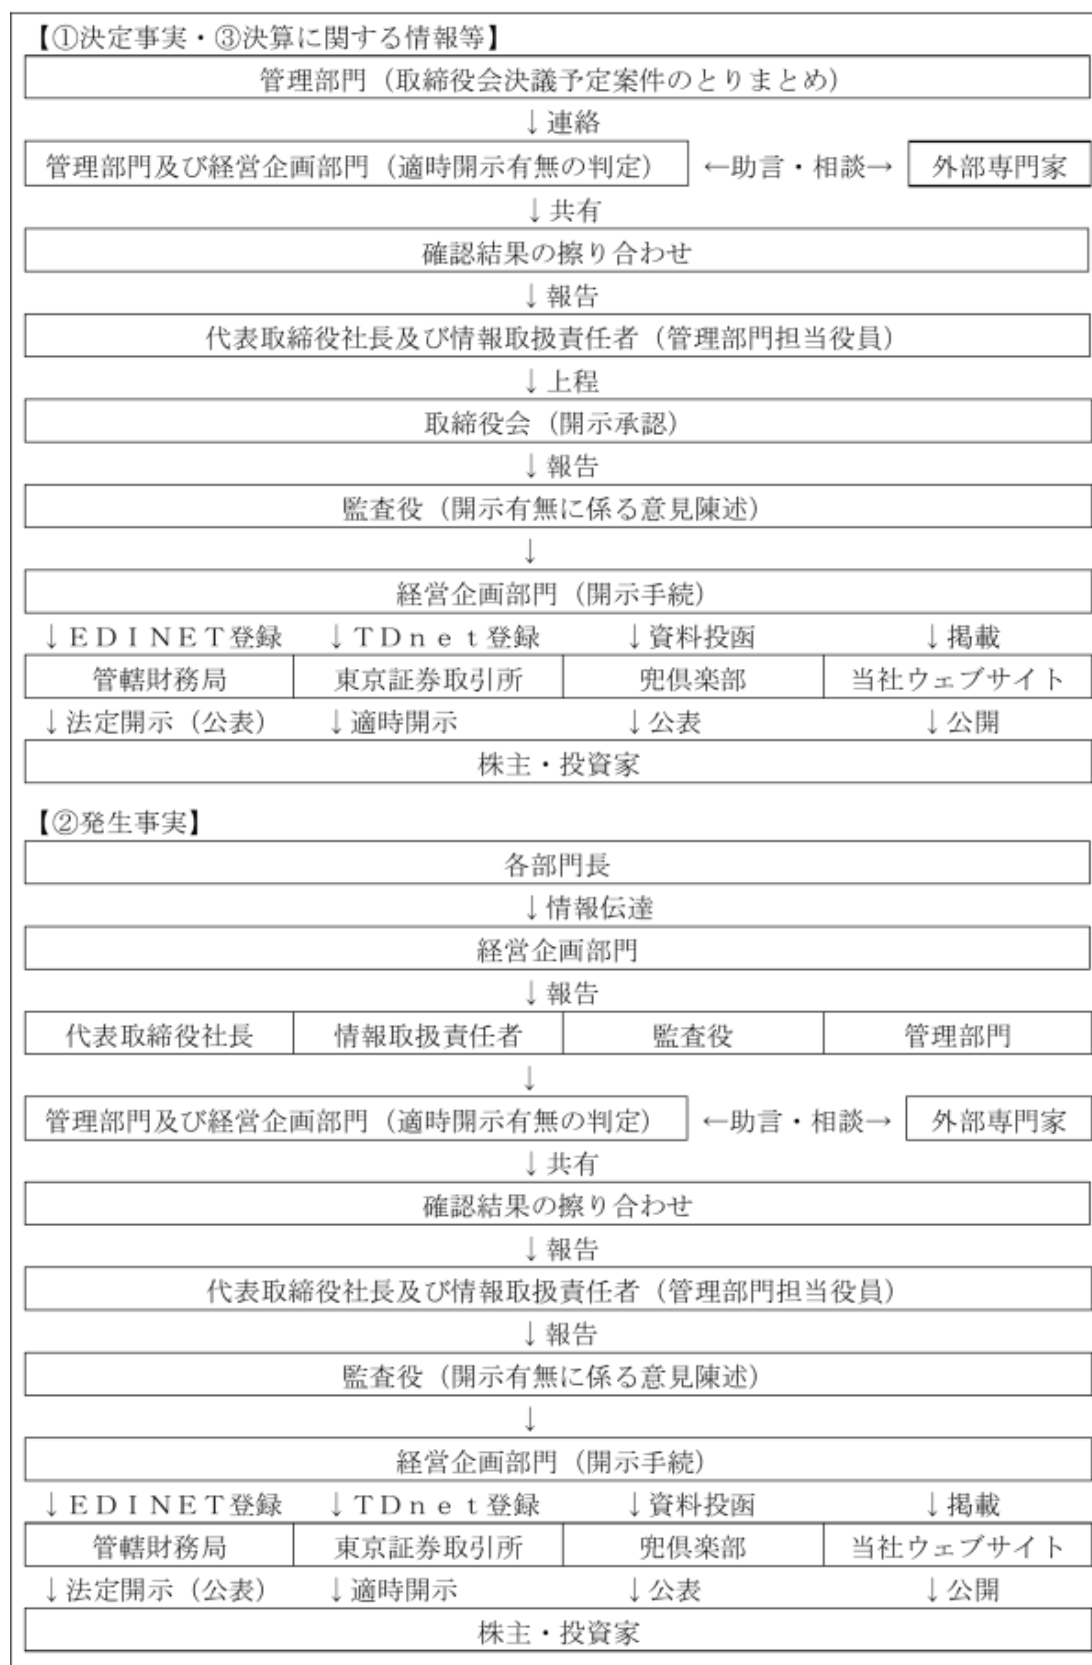 【①決定事実・③決算に関する情報等】
管理部門（取締役会決議予定案件のとりまとめ）
↓連絡
管理部門及び経営企画部門（適時開示有無の判定） ←助言・相談→ 外部専門家
↓共有
確認結果の擦り合わせ
↓報告
代表取締役社長及び情報取扱責任者（管理部門担当役員）
↓上程
取締役会（開示承認）
↓報告
監査役（開示有無に係る意見陳述）
↓
経営企画部門（開示手続）
↓ＥＤＩＮＥＴ登録 ↓ＴＤｎｅｔ登録 ↓資料投函 ↓掲載
管轄財務局 東京証券取引所 兜倶楽部 当社ウェブサイト
↓法定開示（公表） ↓適時開示 ↓公表 ↓公開
株主・投資家
【②発生事実】
各部門長
↓情報伝達
経営企画部門
↓報告
代表取締役社長 情報取扱責任者 監査役 管理部門
↓
管理部門及び経営企画部門（適時開示有無の判定） ←助言・相談→ 外部専門家
↓共有
確認結果の擦り合わせ
↓報告
代表取締役社長及び情報取扱責任者（管理部門担当役員）
↓報告
監査役（開示有無に係る意見陳述）
↓
経営企画部門（開示手続）
↓ＥＤＩＮＥＴ登録 ↓ＴＤｎｅｔ登録 ↓資料投函 ↓掲載
管轄財務局 東京証券取引所 兜倶楽部 当社ウェブサイト
↓法定開示（公表） ↓適時開示 ↓公表 ↓公開
株主・投資家